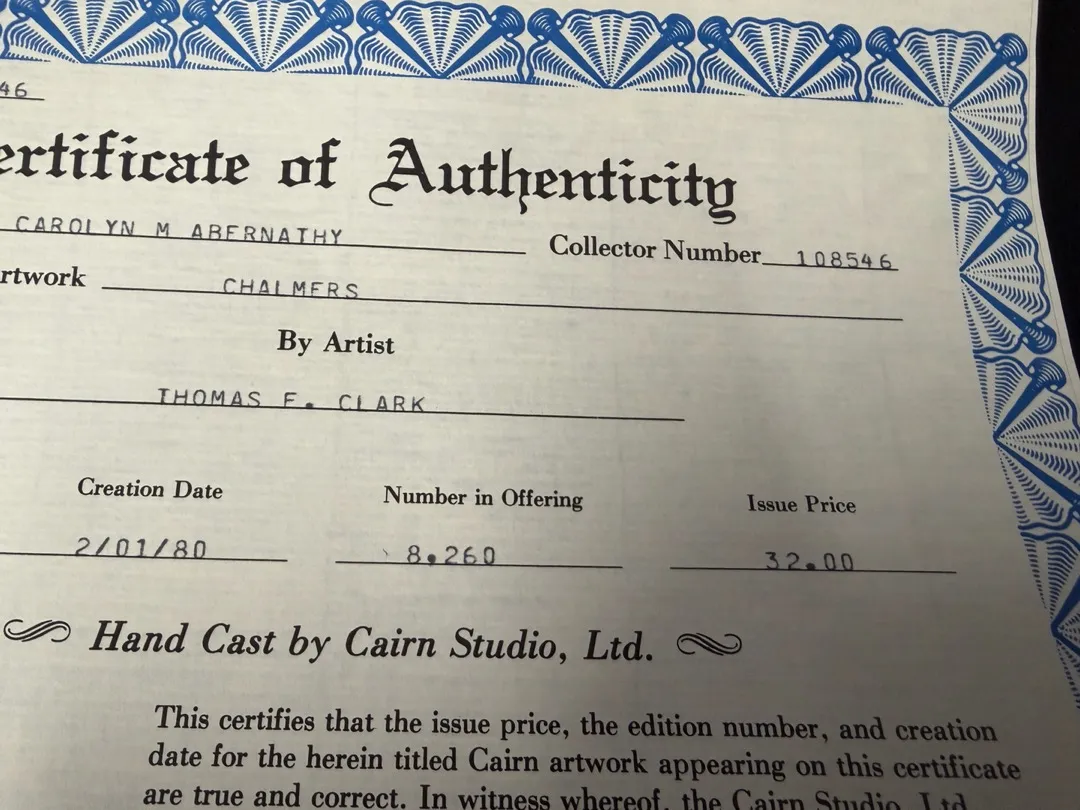 46
ertificate of Authenticity
CAROLYN M ABERNATHY Collector Number 108546
rtwork CHALMERS
By Artist
THOMAS F. CLARK
Creation Date Number in Offering Issue Price
2/01/80 8,260 32.00
Hand Cast by Cairn Studio, Ltd.
This certifies that the issue price, the edition number, and creation
date for the herein titled Cairn artwork appearing on this certificate
are true and correct. In witness whereof, the Cairn Studio, Ltd.